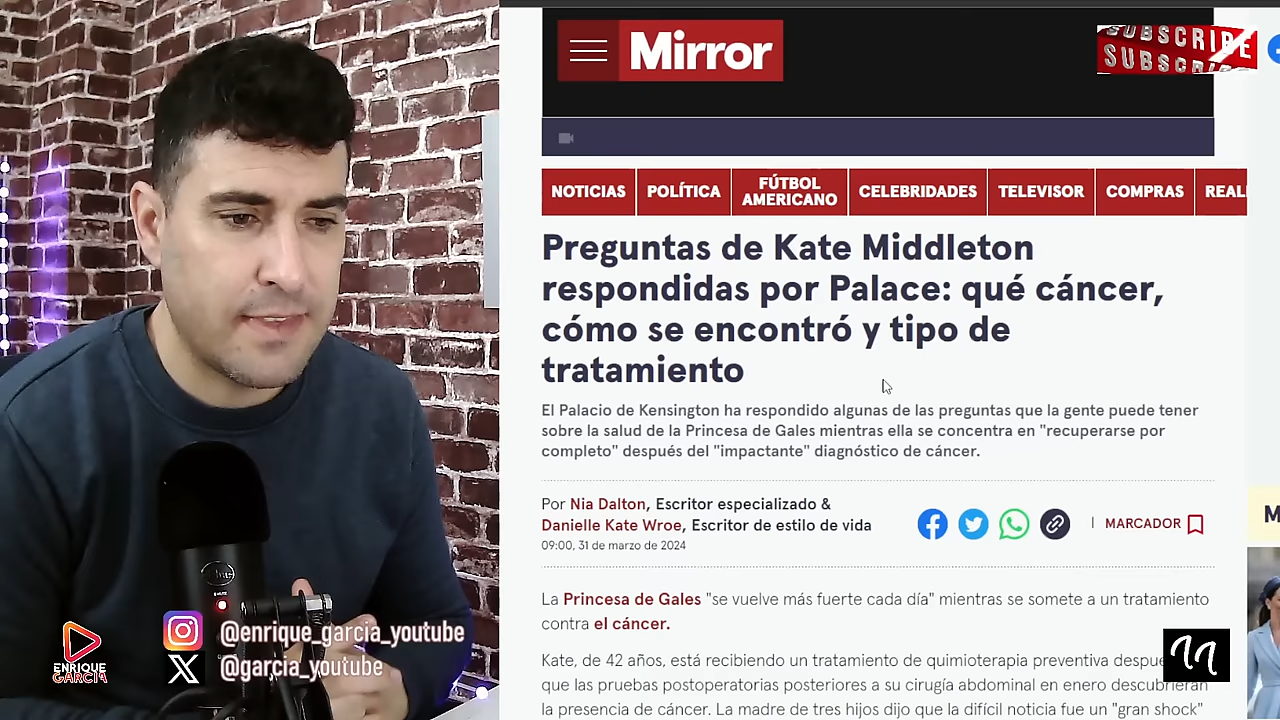 Mirror
SUBSCRIBE
SUBSCRIBE
NOTICIAS
POLÍTICA
FÚTBOL
AMERICANO
CELEBRIDADES
TELEVISOR
COMPRAS
Preguntas de Kate Middleton
respondidas por Palace: qué cáncer,
cómo se encontró y tipo de
tratamiento
El Palacio de Kensington ha respondido algunas de las preguntas que la gente puede tener
sobre la salud de la Princesa de Gales mientras ella se concentra en "recuperarse por
completo" después del "impactante" diagnóstico de cáncer.
Por Nia Dalton, Escritor especializado &
Danielle Kate Wroe, Escritor de estilo de vida
09:00, 31 de marzo de 2024
MARCADOR
La Princesa de Gales "se vuelve más fuerte cada día" mientras se somete a un tratamiento
contra el cáncer.
Kate, de 42 años, está recibiendo un tratamiento de quimioterapia preventiva
que las pruebas postoperatorias posteriores a su cirugía abdominal en enero descubrieran
la presencia de cáncer. La madre de tres hijos dijo que la difícil noticia fue un "gran shock"
@enrique_garcia_youtube
@garcia_youtube
ENRIQUE
GARCIA